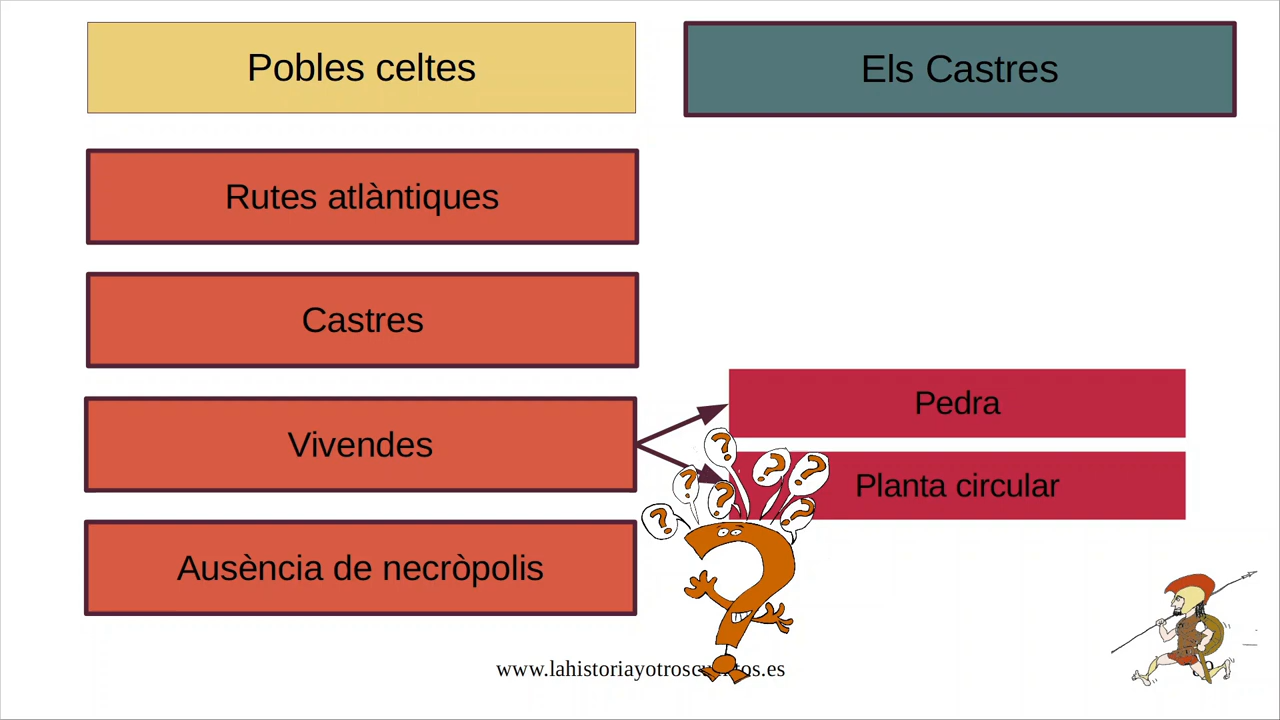 Pobles celtes
Els Castres
Rutes atlàntiques
Castres
Vivendes
Pedra
Planta circular
Ausència de necròpolis
? ? ? ? ? ? ?